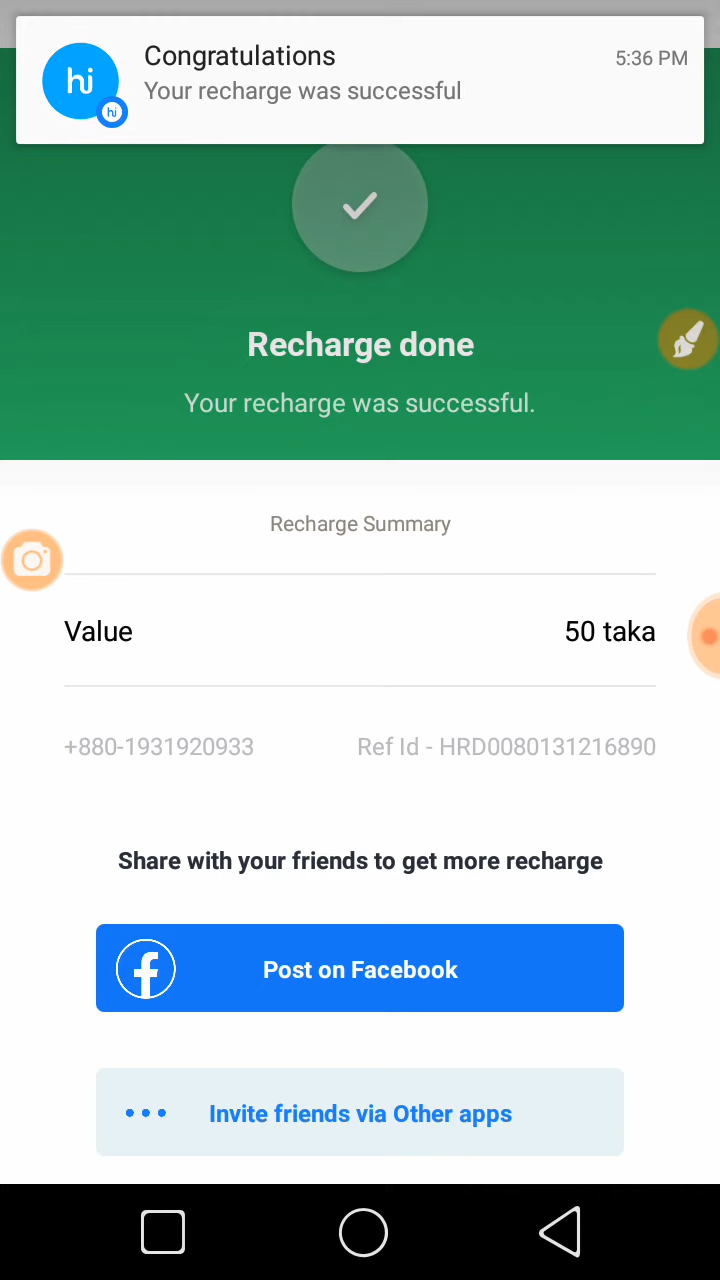 hi
hi
Congratulations 5:36 PM
Your recharge was successful
Recharge done
Your recharge was successful.
Recharge Summary
Value 50 taka
+880-1931920933 Ref Id - HRD0080131216890
Share with your friends to get more recharge
f Post on Facebook
Invite friends via Other apps